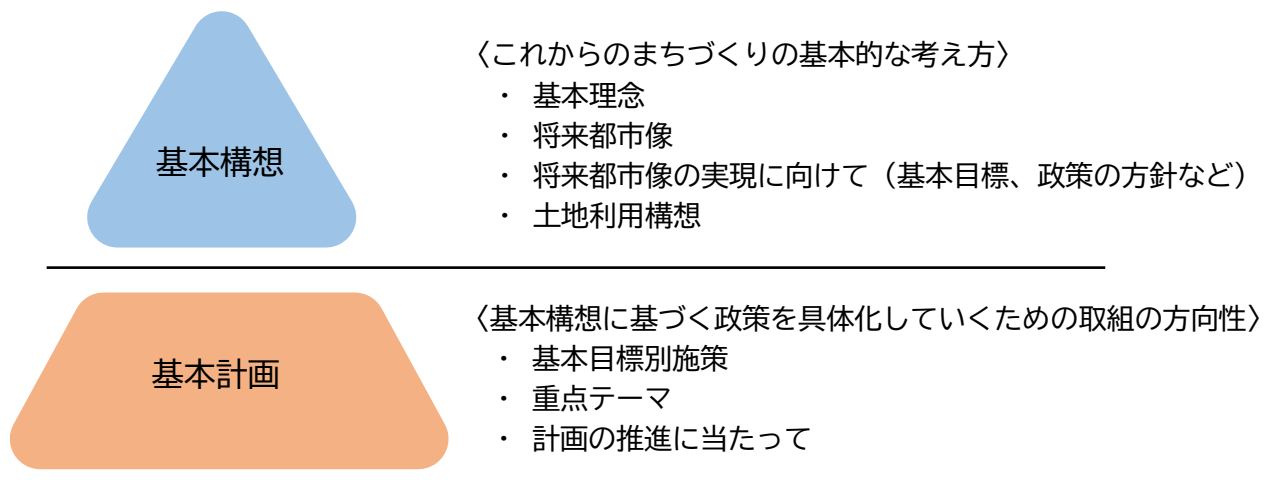 基本構想
〈これからのまちづくりの基本的な考え方〉
・ 基本理念
・ 将来都市像
・ 将来都市像の実現に向けて（基本目標、政策の方針など）
・ 土地利用構想
基本計画
〈基本構想に基づく政策を具体化していくための取組の方向性〉
・ 基本目標別施策
・ 重点テーマ
・ 計画の推進に当たって